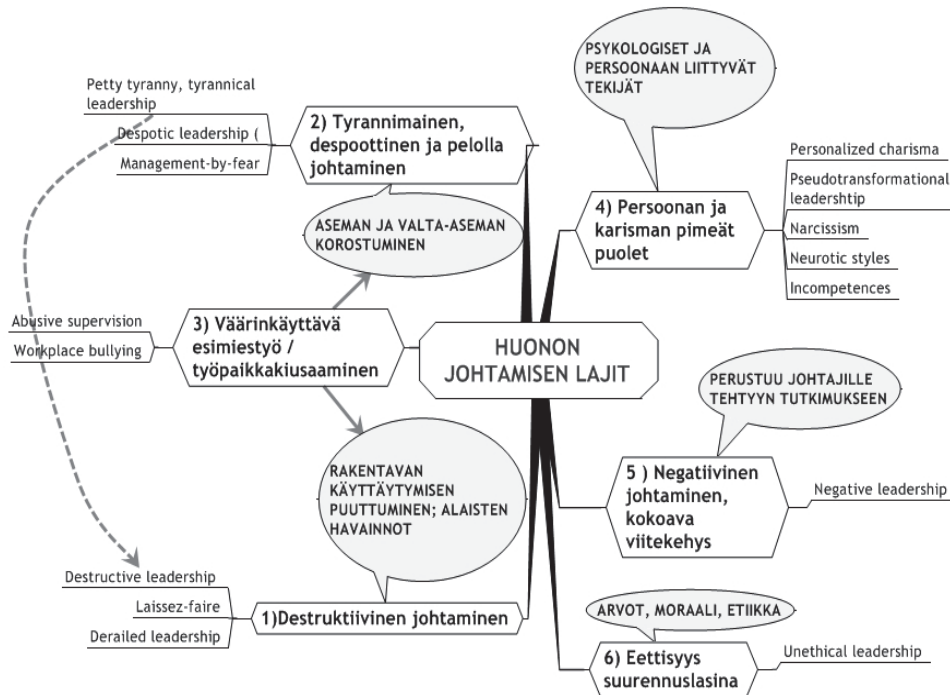 PSYKOLOGISET JA
PERSOONAAN LIITTYVÄT
TEKIJÄT
Petty tyranny, tyrannical
leadership
Despotic leadership (
Management-by-fear
2) Tyrannimainen,
despoottinen ja pelolla
johtaminen
ASEMAN JA VALTA-ASEMAN
KOROSTUMINEN
4) Persoonan ja
karisman pimeät
puolet
Personalized charisma
Pseudotransformational
leadershtip
Narcissism
Neurotic styles
Incompetences
Abusive supervision
Workplace bullying
3) Väärinkäyttävä
esimiestyö /
työpaikkakiusaaminen
HUONON
JOHTAMISEN LAJIT
PERUSTUU JOHTAJILLE
TEHTYYN TUTKIMUKSEEN
RAKENTAVAN
KÄYTTÄYTYMISEN
PUUTTUMINEN; ALAISTEN
HAVAINNOT
5 ) Negatiivinen
johtaminen,
kokoava
viitekehys
Negative leadership
Destructive leadership
Laissez-faire
Derailed leadership
1)Destruktiivinen johtaminen
ARVOT, MORAALI, ETIIKKA
6) Eettisyys
suurennuslasina
Unethical leadership